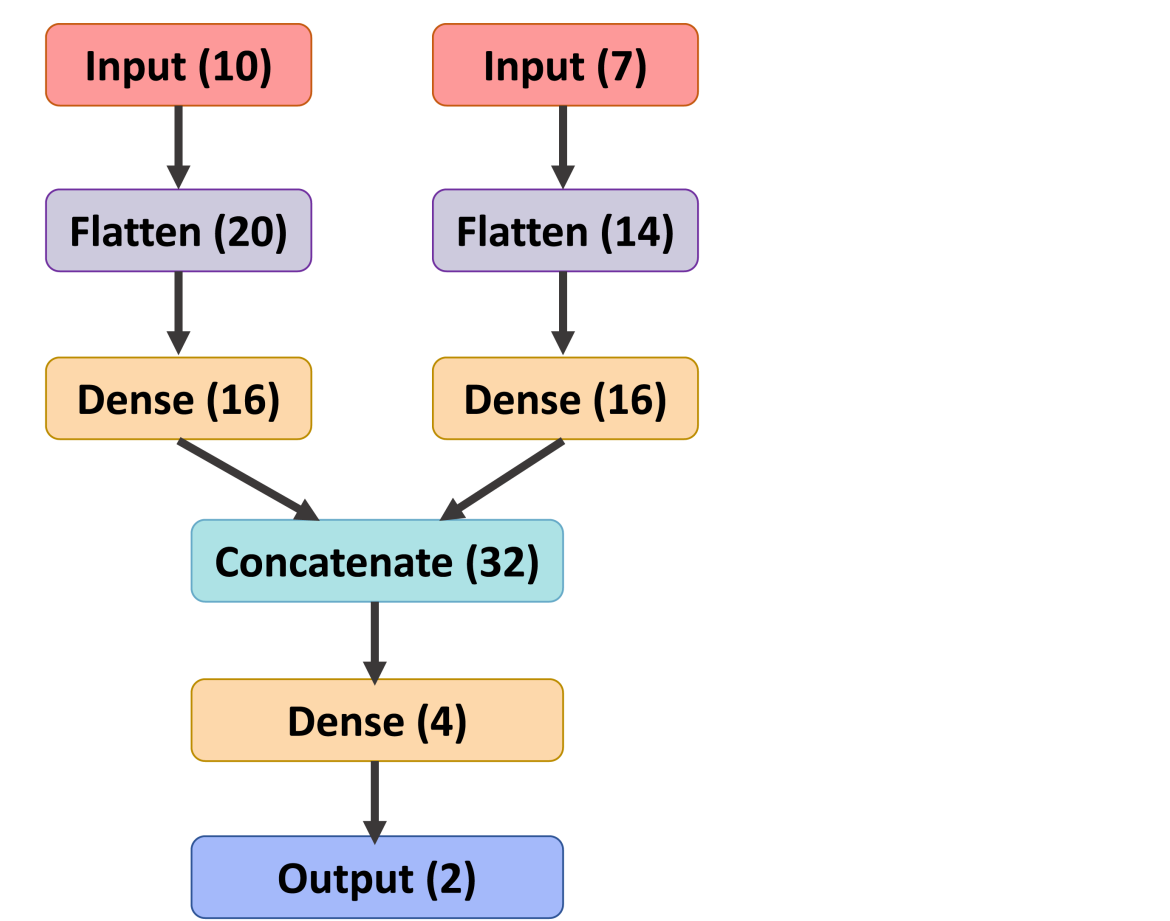 Input (10)
Input (7)
Flatten (20)
Flatten (14)
Dense (16)
Dense (16)
Concatenate (32)
Dense (4)
Output (2)